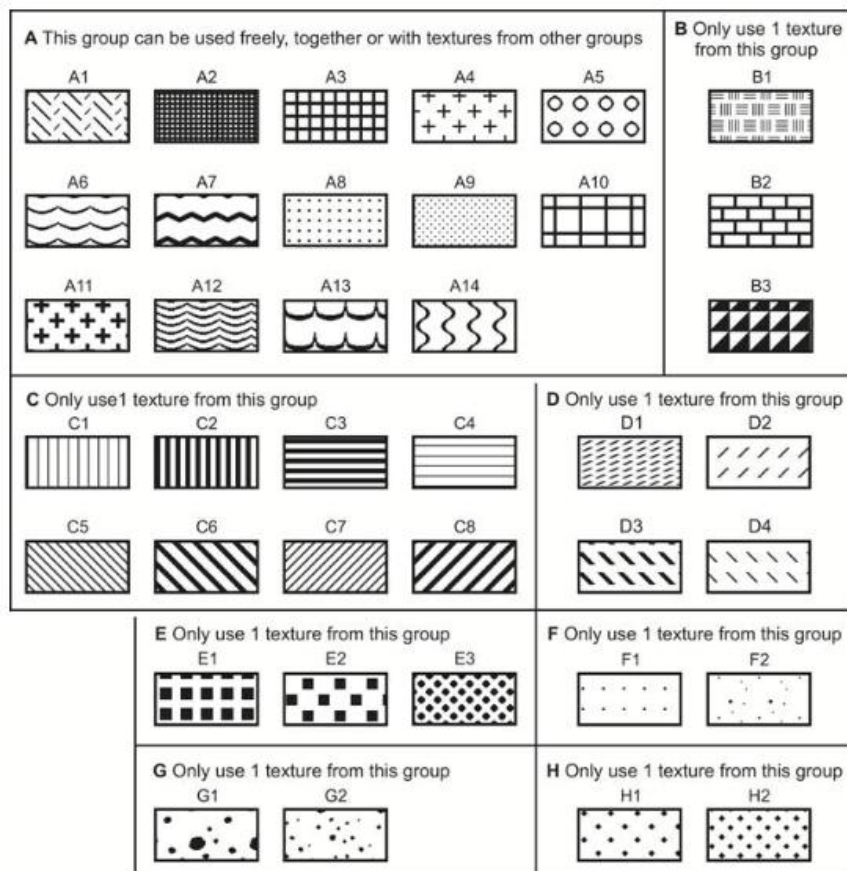 A This group can be used freely, together or with textures from other groups
A1 A2 A3 A4 A5
A6 A7 A8 A9 A10
A11 A12 A13 A14
B Only use 1 texture
from this group
B1
B2
B3
C Only use1 texture from this group
C1 C2 C3 C4
C5 C6 C7 C8
D Only use 1 texture from this group
D1 D2
D3 D4
E Only use 1 texture from this group
E1 E2 E3
F Only use 1 texture from this group
F1 F2
G Only use 1 texture from this group
G1 G2
H Only use 1 texture from this group
H1 H2